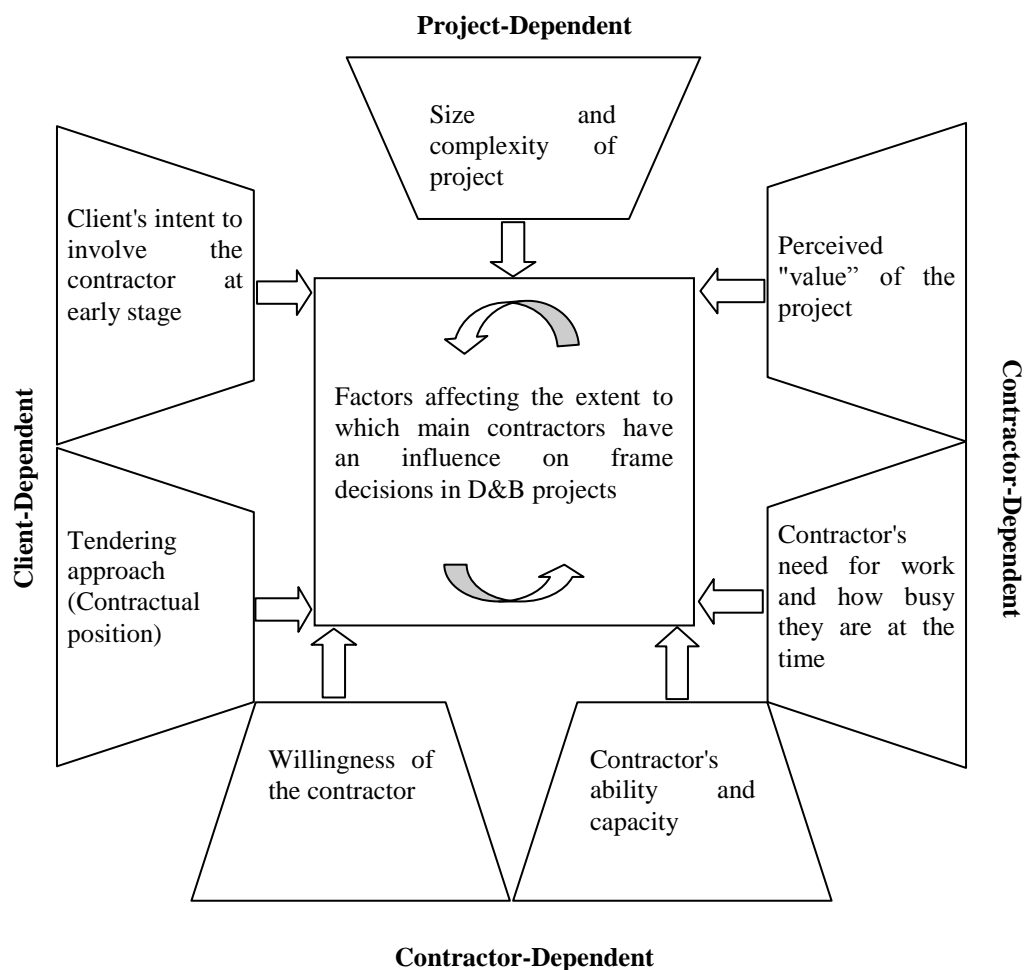 Project-Dependent
Size and
complexity of
project
Client's intent to
involve the
contractor at
early stage
Perceived
"value” of the
project
Factors affecting the extent to
which main contractors have
an influence on frame
decisions in D&B projects
Client-Dependent
Contractor-Dependent
Tendering
approach
(Contractual
position)
Contractor's
need for work
and how busy
they are at the
time
Willingness of
the contractor
Contractor's
ability and
capacity
Contractor-Dependent